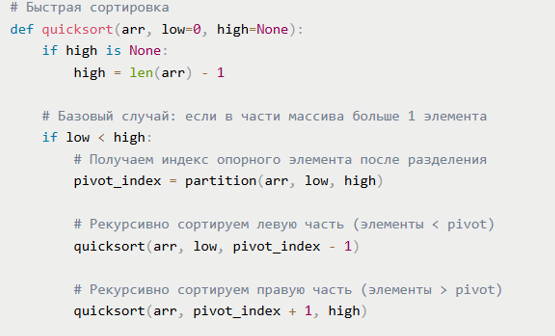 # Быстрая сортировка
def quicksort(arr, low=0, high=None):
    if high is None:
        high = len(arr) - 1

    # Базовый случай: если в части массива больше 1 элемента
    if low < high:
        # Получаем индекс опорного элемента после разделения
        pivot_index = partition(arr, low, high)

        # Рекурсивно сортируем левую часть (элементы < pivot)
        quicksort(arr, low, pivot_index - 1)

        # Рекурсивно сортируем правую часть (элементы > pivot)
        quicksort(arr, pivot_index + 1, high)